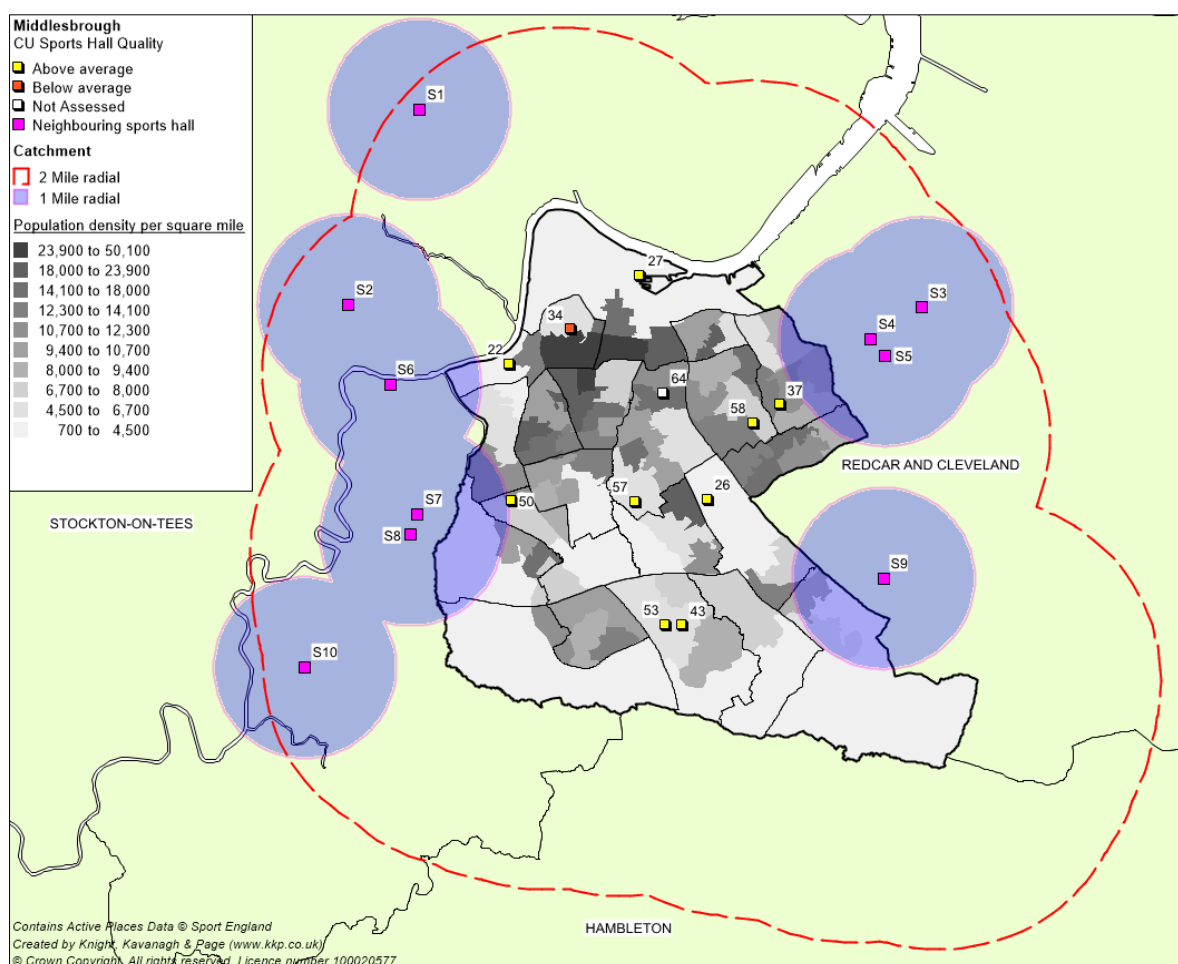 Middlesbrough
CU Sports Hall Quality
Above average
Below average
Not Assessed
Neighbouring sports hall
Catchment
2 Mile radial
1 Mile radial
Population density per square mile
23,900 to 50,100
18,000 to 23,900
14,100 to 18,000
12,300 to 14,100
10,700 to 12,300
9,400 to 10,700
8,000 to 9,400
6,700 to 8,000
4,500 to 6,700
700 to 4,500
S1
27
S2
S3
34
S4
22
S5
S6
64
37
58
REDCAR AND CLEVELAND
57
26
50
S7
STOCKTON-ON-TEES
S8
S9
53
43
S10
HAMBLETON
Contains Active Places Data © Sport England
Created by Knight, Kavanagh & Page (www.kkp.co.uk)
© Crown Copyright. All rights reserved. Licence number 100020577